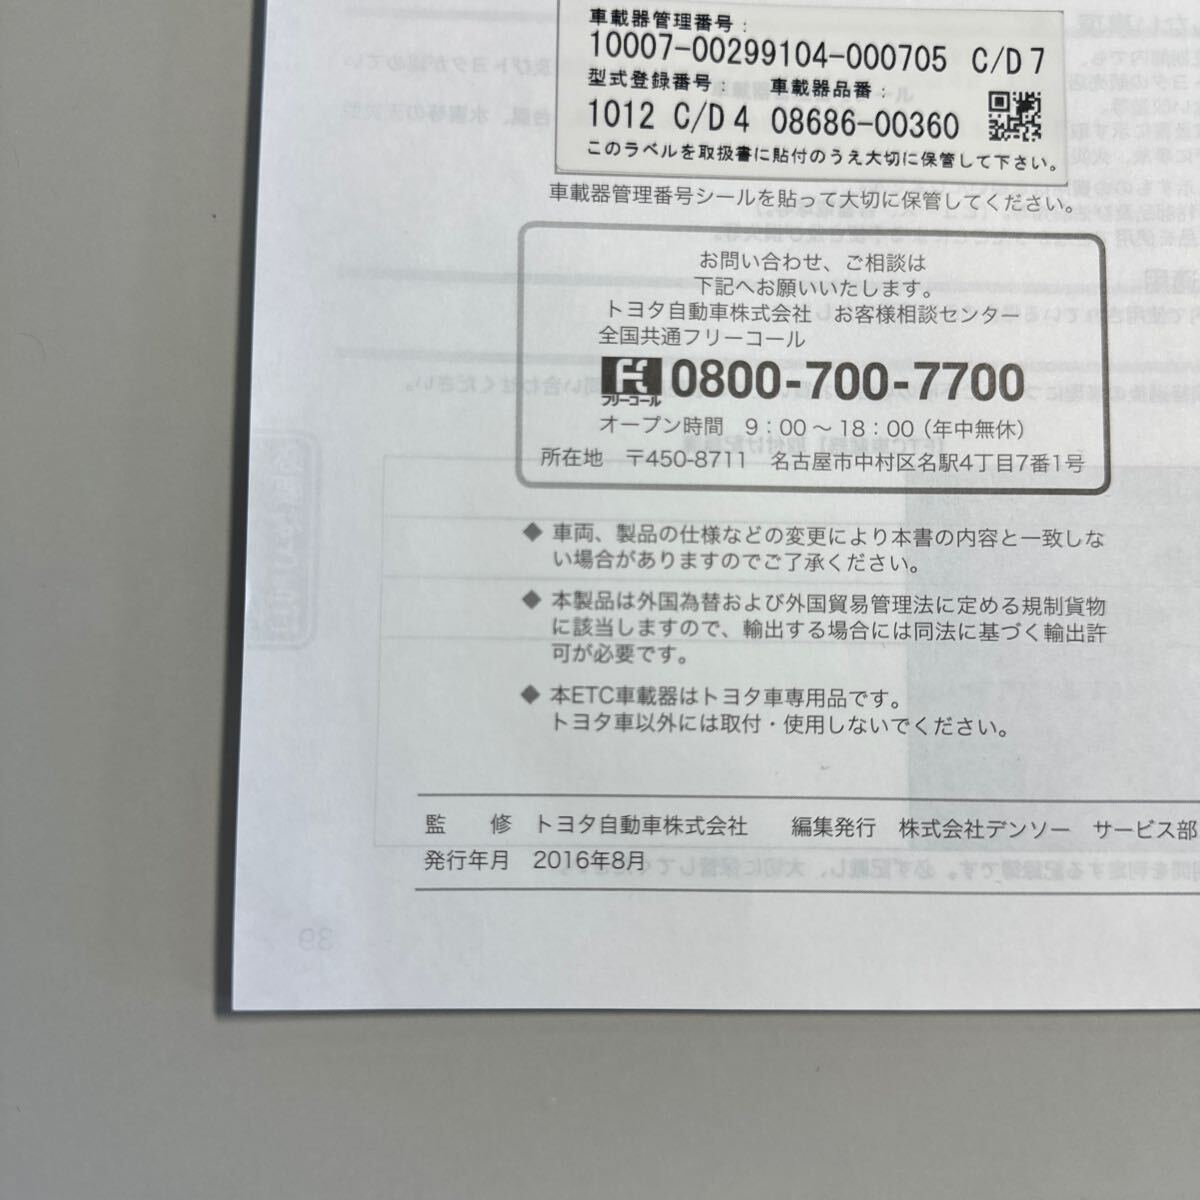 車載器管理番号:
10007-00299104-000705 C/D 7
型式登録番号: 車載器品番:
1012 C/D 4 08686-00360
このラベルを取扱書に貼付のうえ大切に保管して下さい。
車載器管理番号シールを貼って大切に保管してください。
お問い合わせ、ご相談は
下記へお願いいたします。
トヨタ自動車株式会社 お客様相談センター
全国共通フリーコール
フリーコール 0800-700-7700
オープン時間 9：00～18：00（年中無休）
所在地 〒450-8711 名古屋市中村区名駅4丁目7番1号
◆ 車両、製品の仕様などの変更により本書の内容と一致しな
い場合がありますのでご了承ください。
◆ 本製品は外国為替および外国貿易管理法に定める規制貨物
に該当しますので、輸出する場合には同法に基づく輸出許
可が必要です。
◆ 本ETC車載器はトヨタ車専用品です。
トヨタ車以外には取付・使用しないでください。
監 修 トヨタ自動車株式会社 編集発行 株式会社デンソー サービス部
発行年月 2016年8月